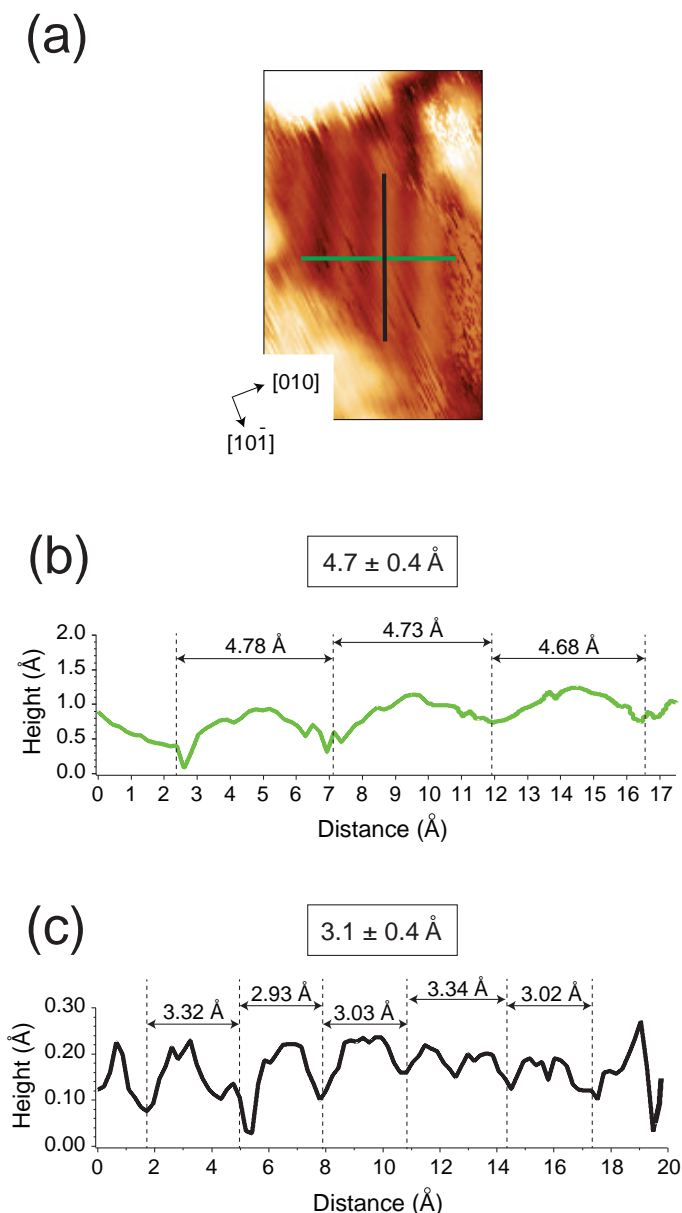 (a)
[010]
[101̄]
(b)
4.7 ± 0.4 Å
4.78 Å
4.73 Å
4.68 Å
Height (Å)
2.0
1.5
1.0
0.5
0.0
0 1 2 3 4 5 6 7 8 9 10 11 12 13 14 15 16 17
Distance (Å)
(c)
3.1 ± 0.4 Å
3.32 Å
2.93 Å
3.03 Å
3.34 Å
3.02 Å
Height (Å)
0.30
0.20
0.10
0.00
0 2 4 6 8 10 12 14 16 18 20
Distance (Å)